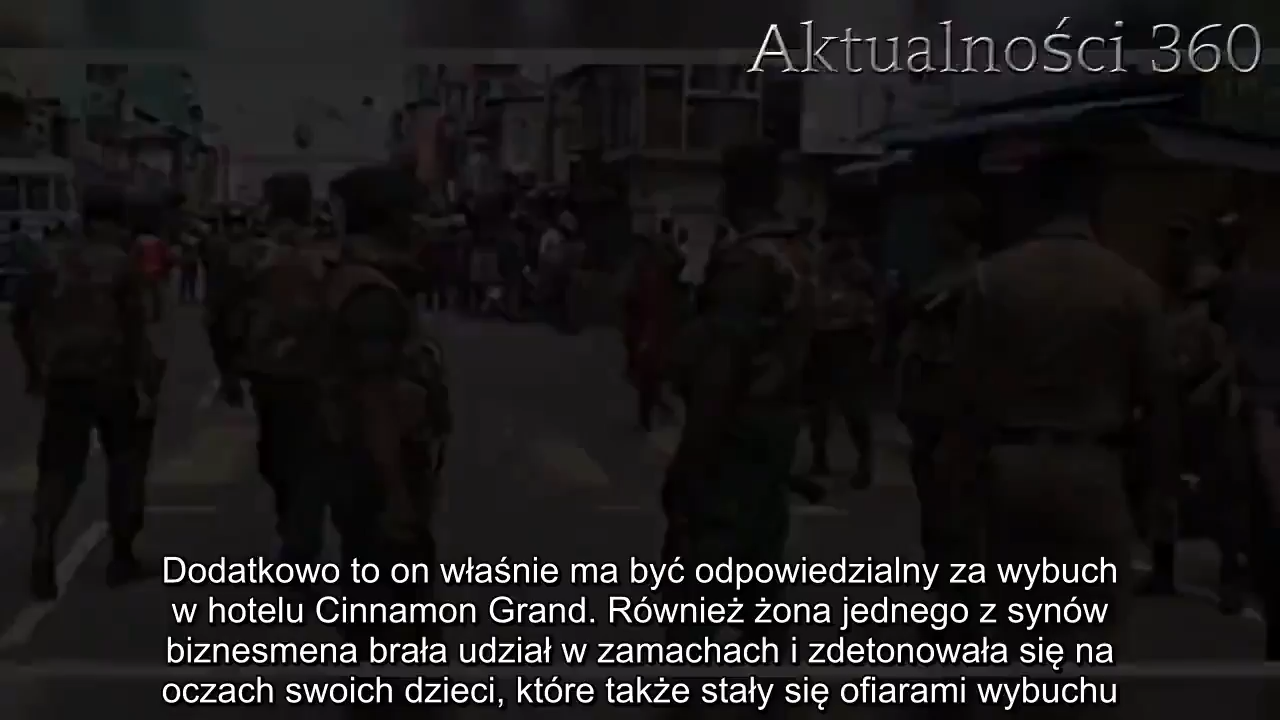 Aktualności 360
Dodatkowo to on właśnie ma być odpowiedzialny za wybuch
w hotelu Cinnamon Grand. Również żona jednego z synów
biznesmena brała udział w zamachach i zdetonowała się na
oczach swoich dzieci, które także stały się ofiarami wybuchu